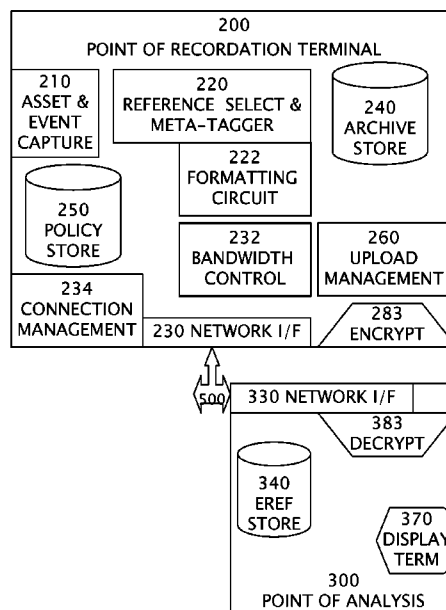 200
POINT OF RECORDATION TERMINAL
210
ASSET &
EVENT
CAPTURE
220
REFERENCE SELECT &
META-TAGGER
240
ARCHIVE
STORE
222
FORMATTING
CIRCUIT
250
POLICY
STORE
232
BANDWIDTH
CONTROL
260
UPLOAD
MANAGEMENT
234
CONNECTION
MANAGEMENT
230 NETWORK I/F
283
ENCRYPT
500
330 NETWORK I/F
383
DECRYPT
340
EREF
STORE
370
DISPLAY
TERM
300
POINT OF ANALYSIS